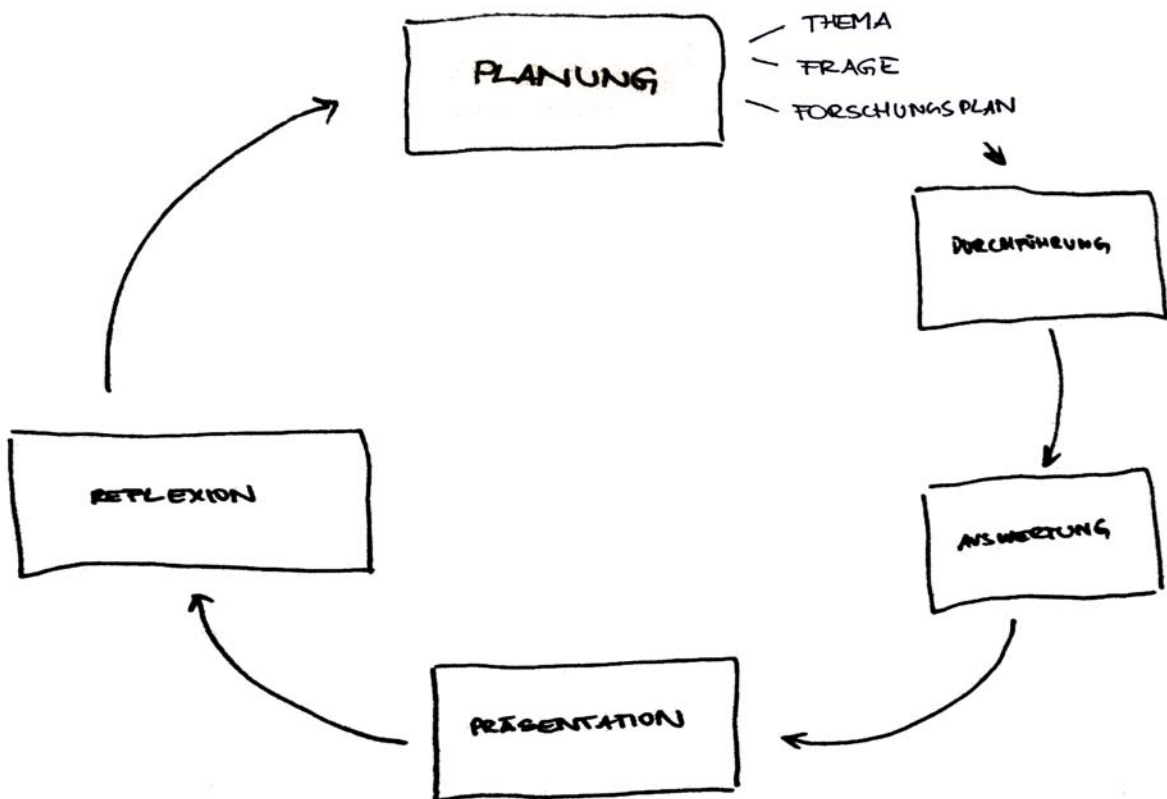 PLANUNG
THEMA
FRAGE
FORSCHUNGSPLAN
DURCHFÜHRUNG
AUSWERTUNG
PRÄSENTATION
REFLEXION